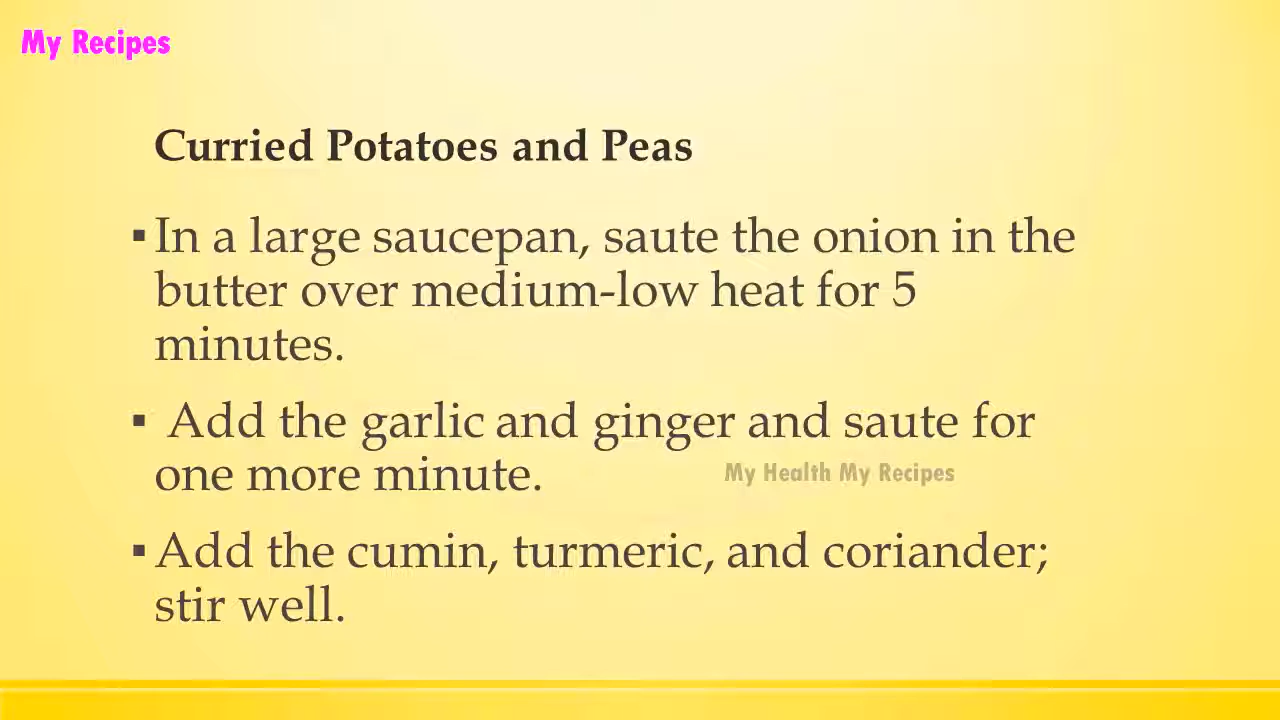 My Recipes
Curried Potatoes and Peas
▪ In a large saucepan, saute the onion in the
butter over medium-low heat for 5
minutes.
▪ Add the garlic and ginger and saute for
one more minute.
My Health My Recipes
▪ Add the cumin, turmeric, and coriander;
stir well.